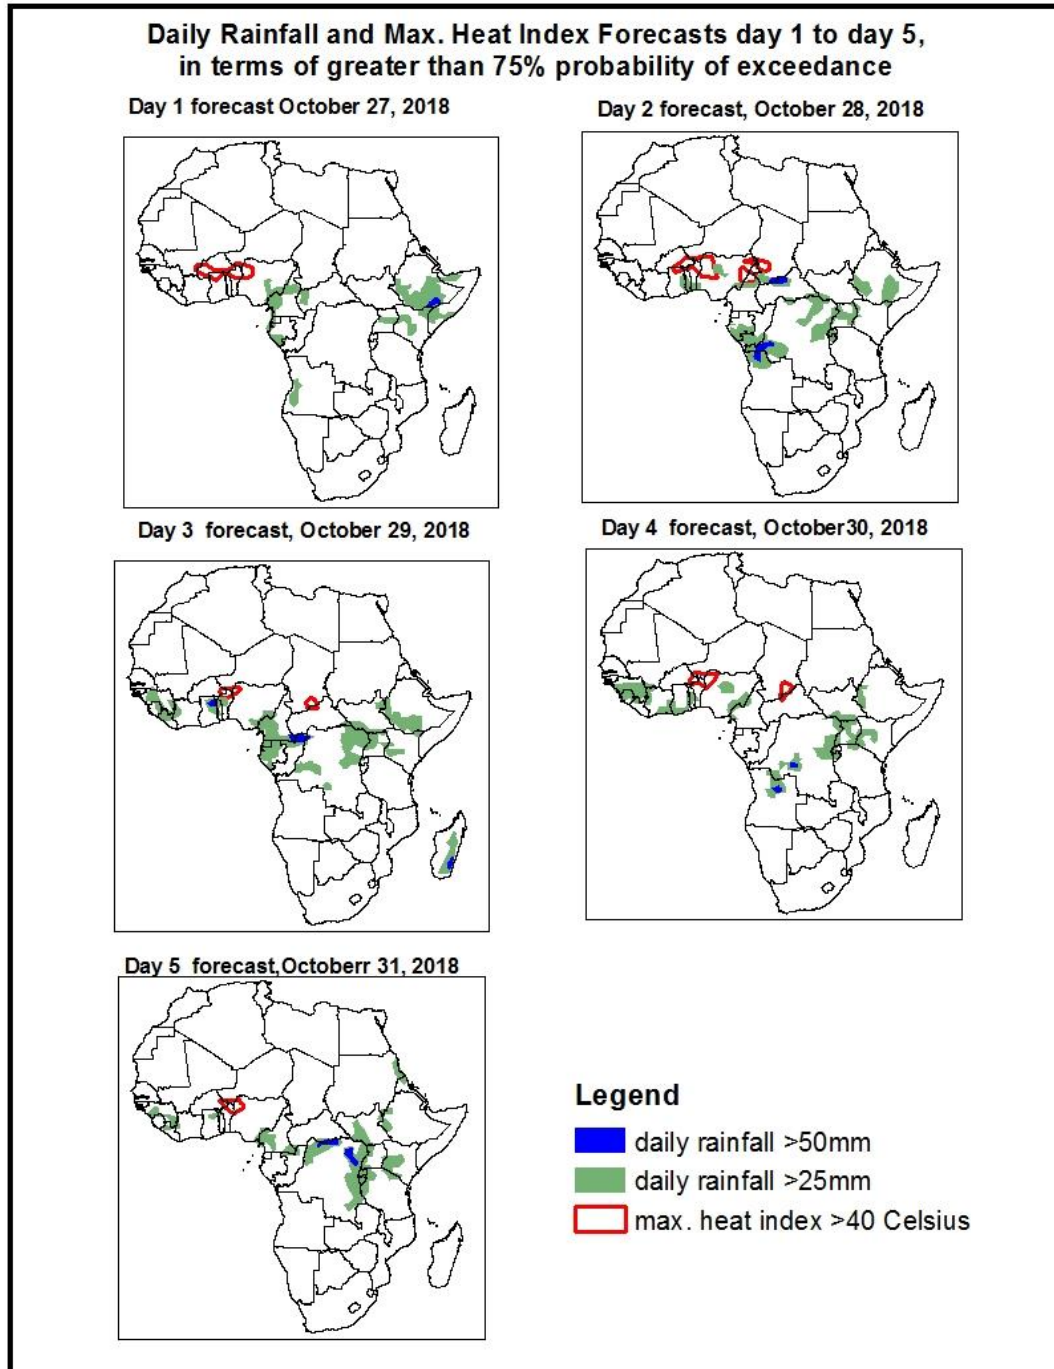 Daily Rainfall and Max. Heat Index Forecasts day 1 to day 5,
in terms of greater than 75% probability of exceedance
Day 1 forecast October 27, 2018
Day 2 forecast, October 28, 2018
Day 3 forecast, October 29, 2018
Day 4 forecast, October30, 2018
Day 5 forecast,Octoberr 31, 2018
Legend
daily rainfall >50mm
daily rainfall >25mm
max. heat index >40 Celsius